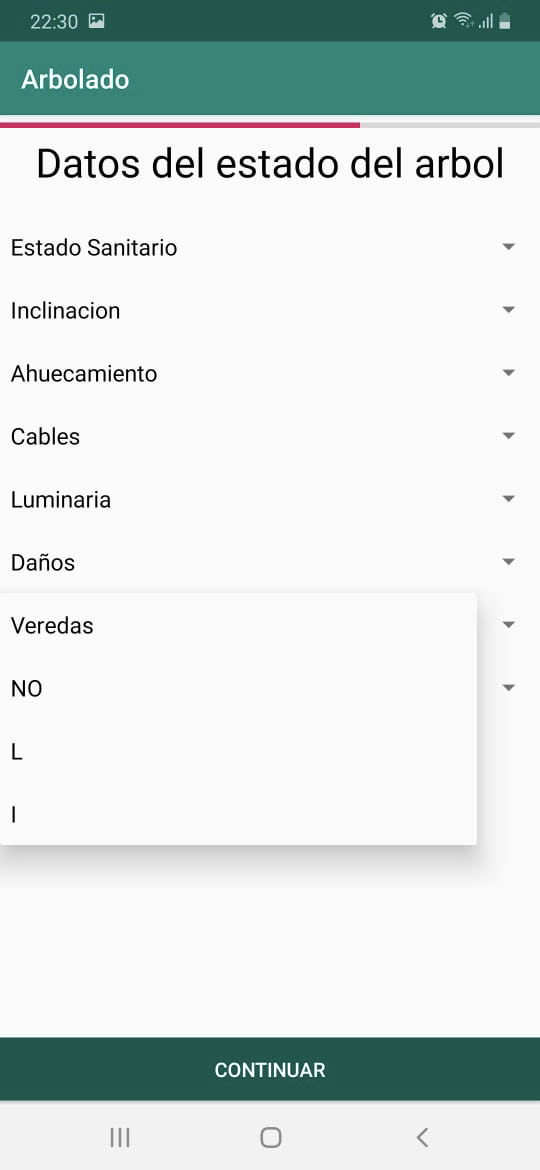 22:30
Arbolado
Datos del estado del arbol
Estado Sanitario
Inclinacion
Ahuecamiento
Cables
Luminaria
Daños
Veredas
NO
L
I
CONTINUAR